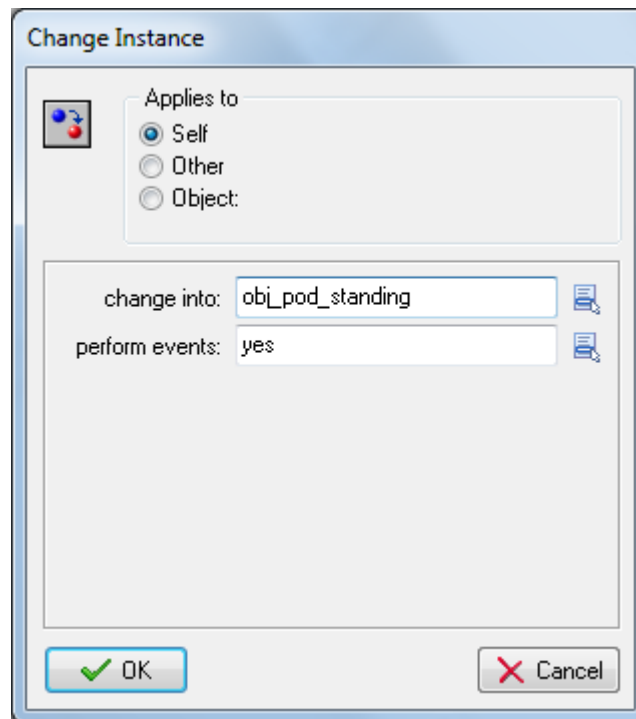 Change Instance
Applies to
Self
Other
Object:
change into: obj_pod_standing
perform events: yes
OK Cancel